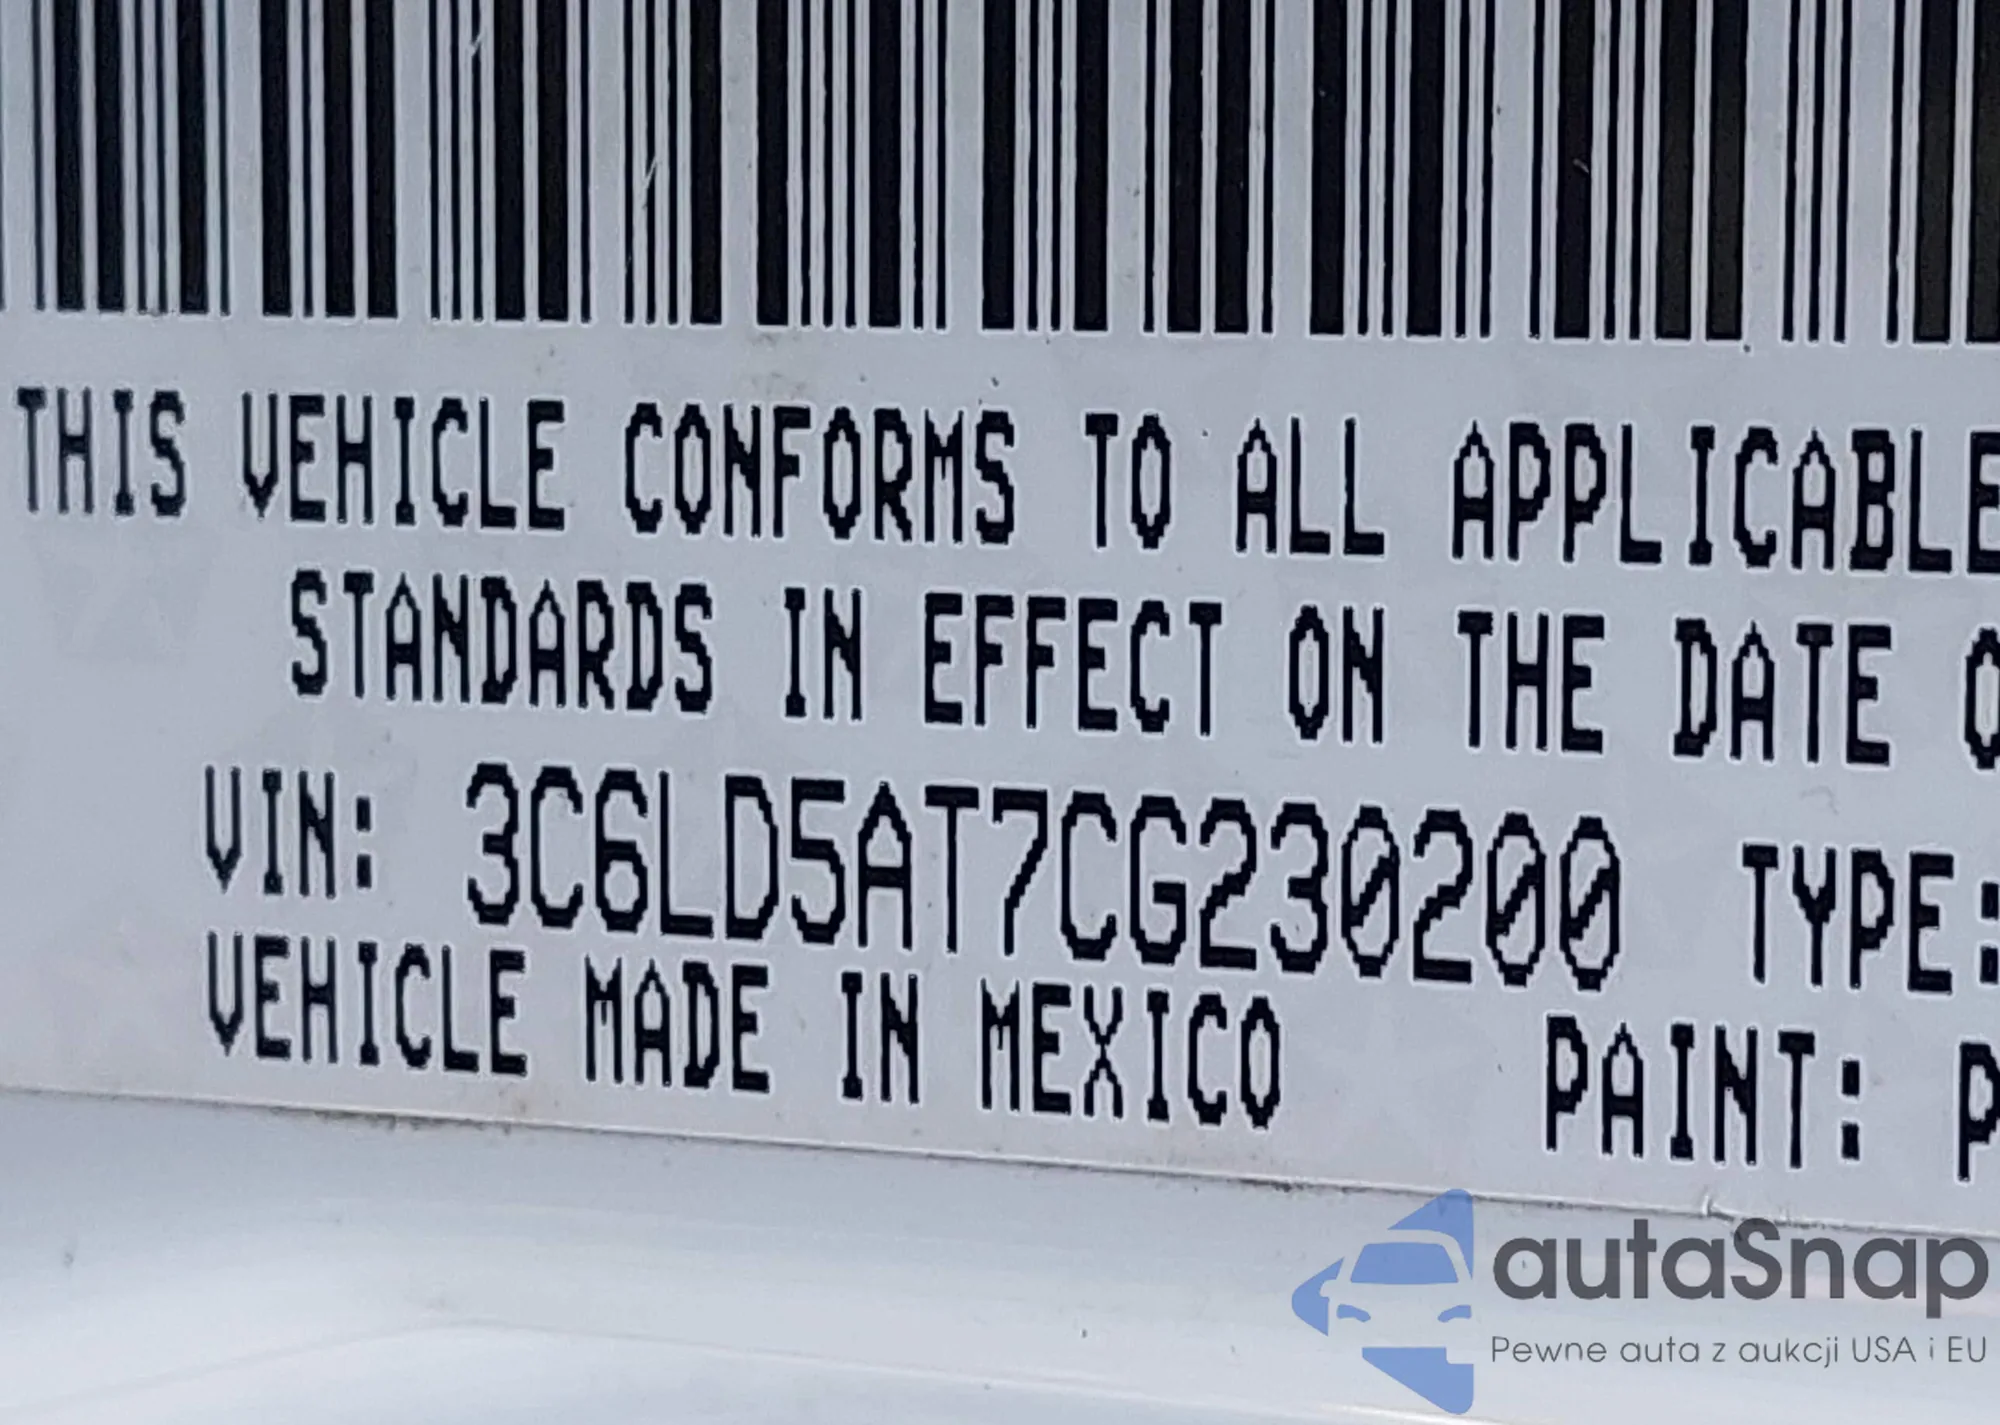 THIS VEHICLE CONFORMS TO ALL APPLICABLE
STANDARDS IN EFFECT ON THE DATE
VIN: 3C6LD5AT7CG230200 TYPE:
VEHICLE MADE IN MEXICO PAINT: P
autaSnap
Pewne auta z aukcji USA i EU